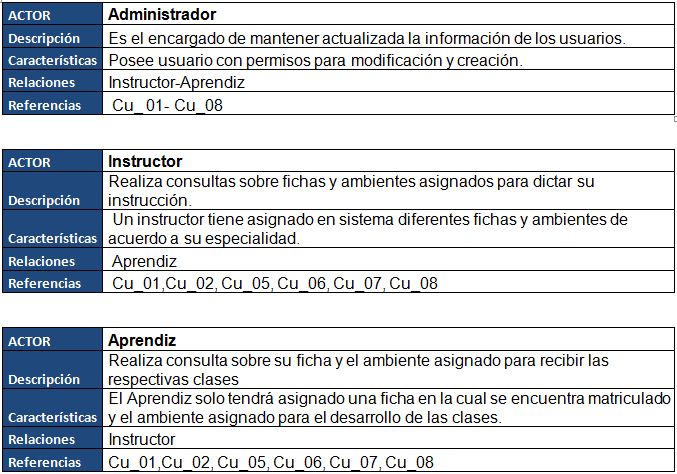 ACTOR Administrador
Descripción Es el encargado de mantener actualizada la información de los usuarios.
Características Posee usuario con permisos para modificación y creación.
Relaciones Instructor-Aprendiz
Referencias Cu_01- Cu_08
ACTOR Instructor
Descripción Realiza consultas sobre fichas y ambientes asignados para dictar su
instrucción.
Características Un instructor tiene asignado en sistema diferentes fichas y ambientes de
acuerdo a su especialidad.
Relaciones Aprendiz
Referencias Cu_01,Cu_02, Cu_05, Cu_06, Cu_07, Cu_08
ACTOR Aprendiz
Descripción Realiza consulta sobre su ficha y el ambiente asignado para recibir las
respectivas clases
Características El Aprendiz solo tendrá asignado una ficha en la cual se encuentra matriculado
y el ambiente asignado para el desarrollo de las clases.
Relaciones Instructor
Referencias Cu_01,Cu_02, Cu_05, Cu_06, Cu_07, Cu_08